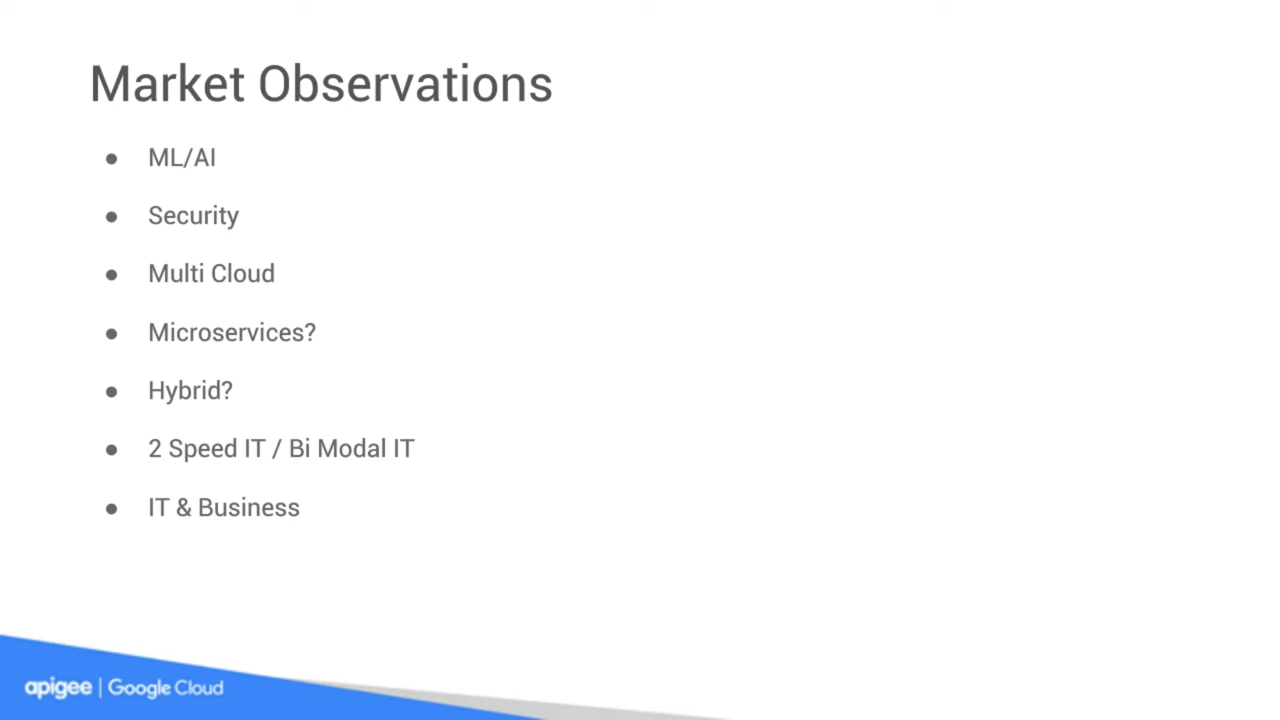 Market Observations
● ML/AI
● Security
● Multi Cloud
● Microservices?
● Hybrid?
● 2 Speed IT / Bi Modal IT
● IT & Business
apigee | Google Cloud